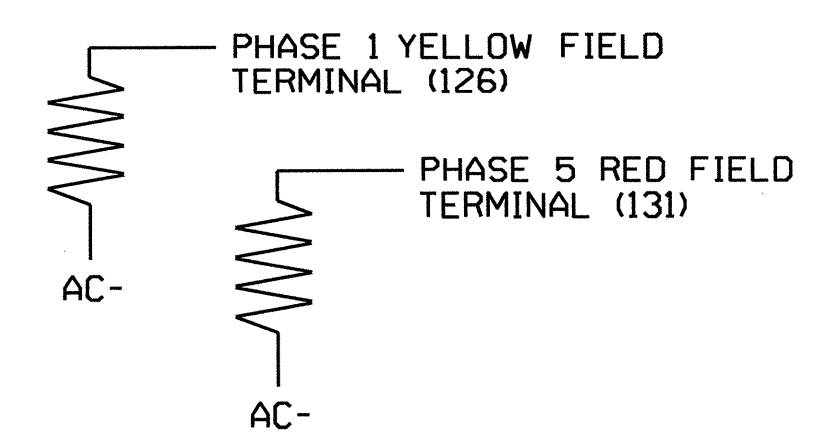 PHASE 1 YELLOW FIELD
TERMINAL (126)
PHASE 5 RED FIELD
TERMINAL (131)
AC-
AC-